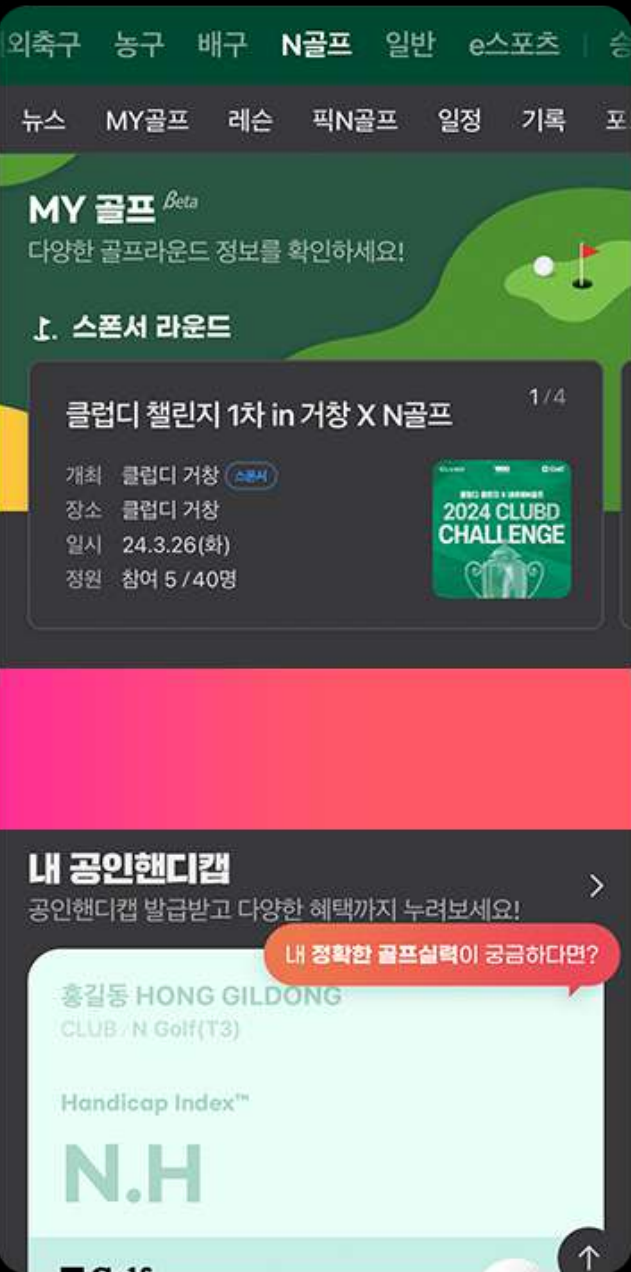 외축구 농구 배구 N골프 일반 e스포츠 승
뉴스 MY골프 레슨 픽N골프 일정 기록 포
MY 골프 Beta
다양한 골프라운드 정보를 확인하세요!
스폰서 라운드
1/4
클럽디 챌린지 1차 in 거창 X N골프
개최 클럽디 거창 스폰서
장소 클럽디 거창
일시 24.3.26(화)
정원 참여 5/40명
2024 CLUBD
CHALLENGE
내 공인핸디캡
공인핸디캡 발급받고 다양한 혜택까지 누려보세요!
내 정확한 골프실력이 궁금하다면?
홍길동 HONG GILDONG
CLUB / N Golf(T3)
Handicap Index™
N.H